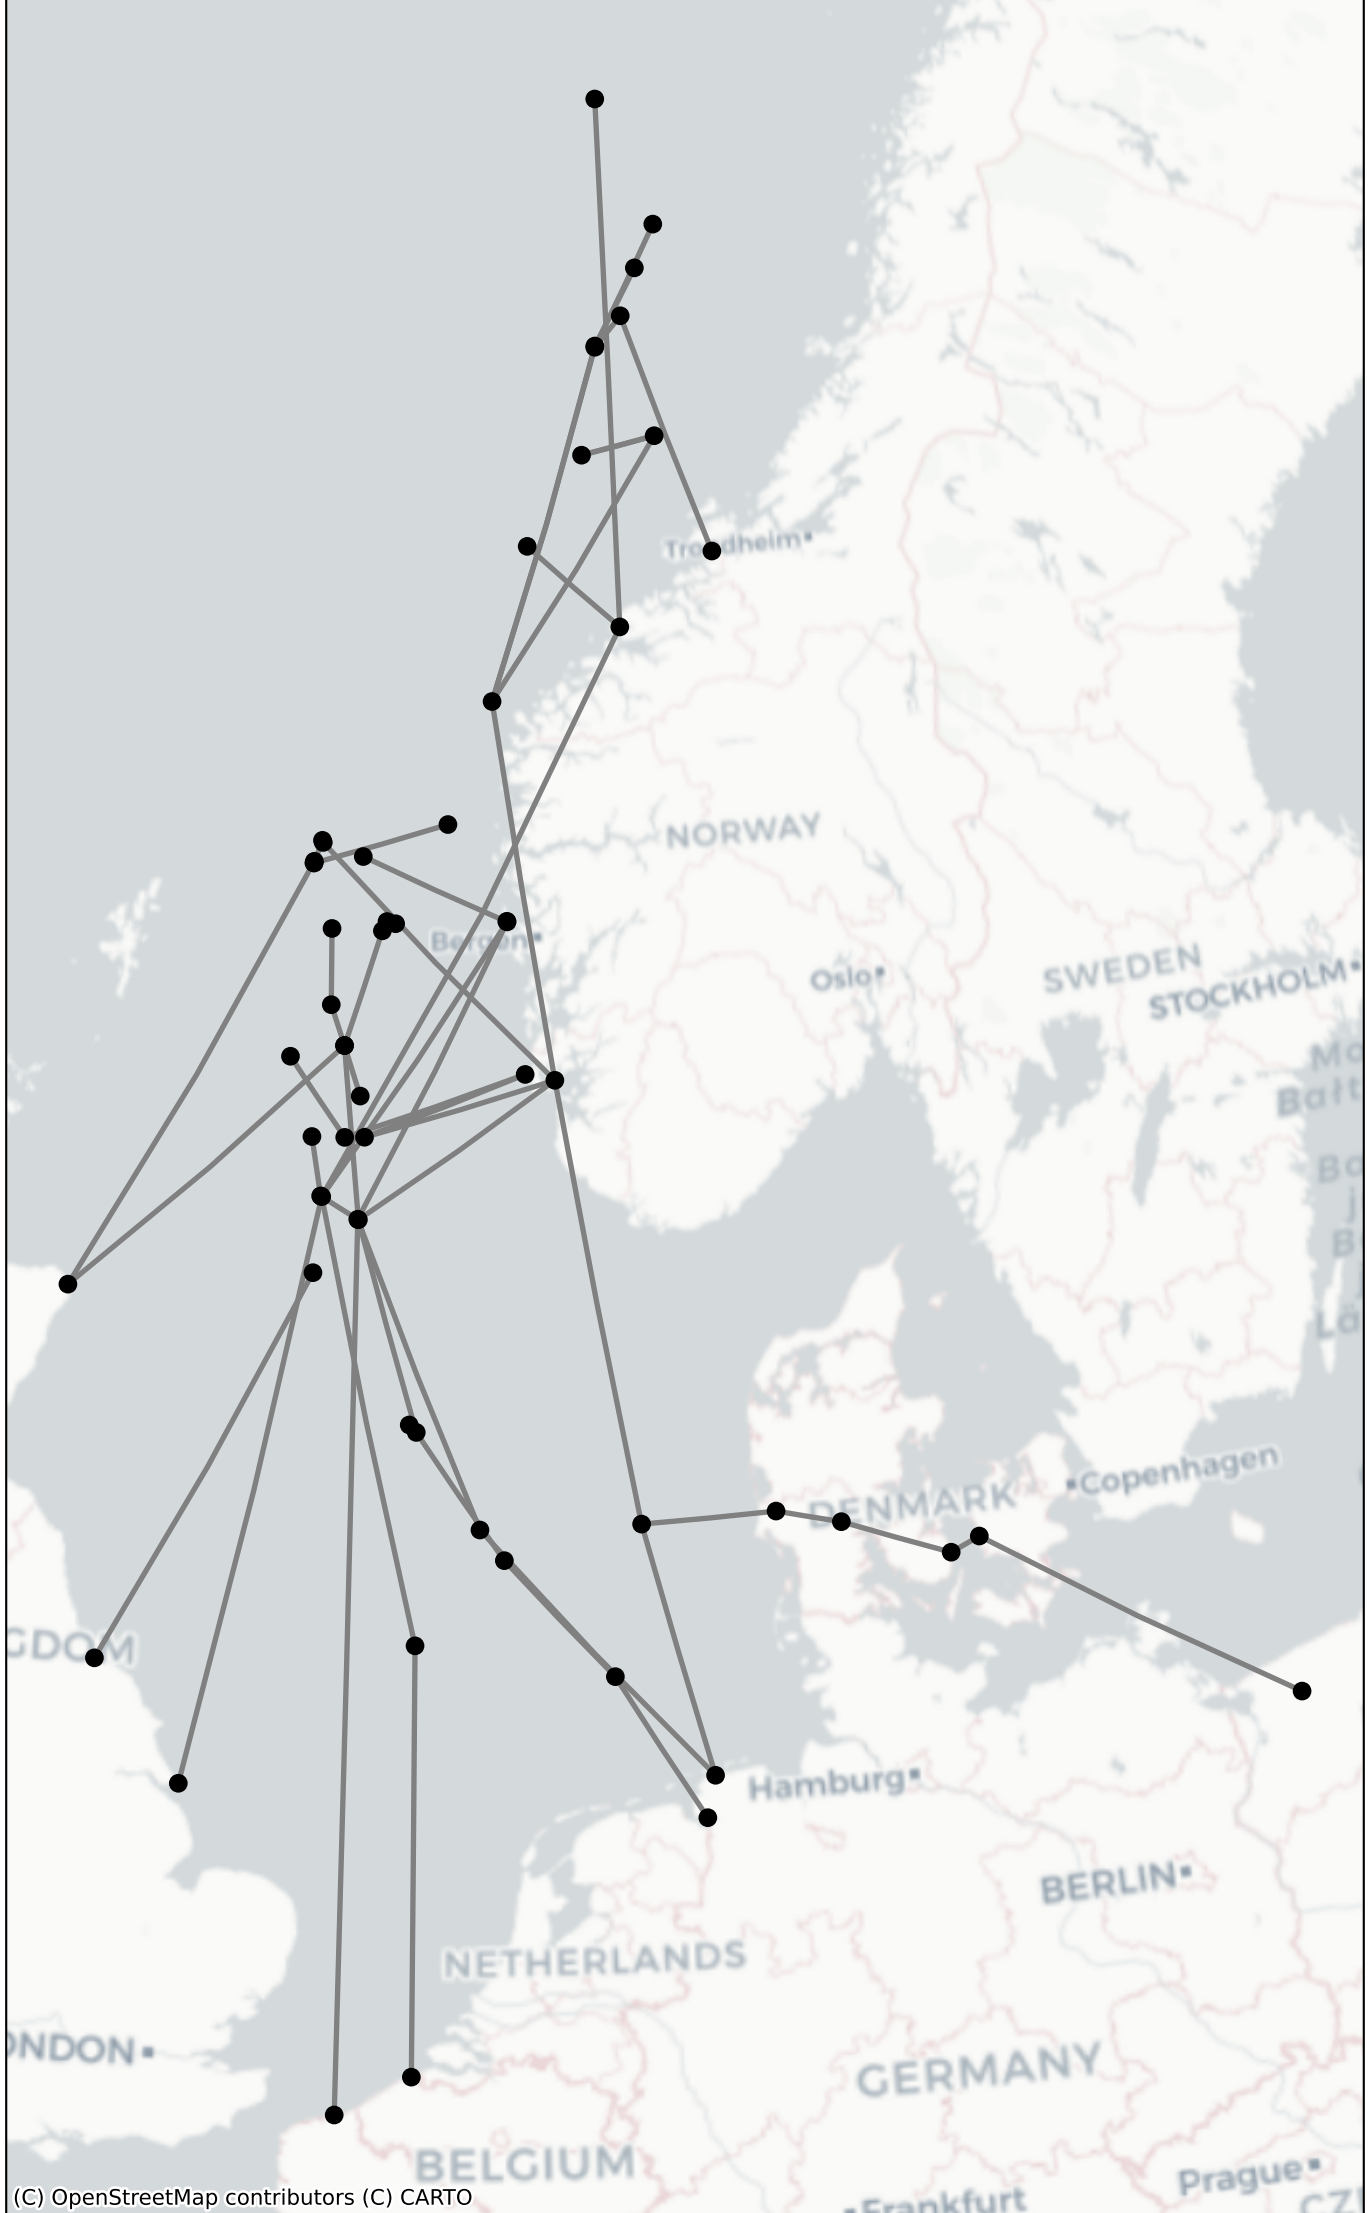 Trondheim
NORWAY
Bergen
Oslo
SWEDEN
STOCKHOLM
DENMARK
Copenhagen
GDOM
Hamburg
BERLIN
NETHERLANDS
ONDON
GERMANY
BELGIUM
Prague
Frankfurt
CZ
(C) OpenStreetMap contributors (C) CARTO